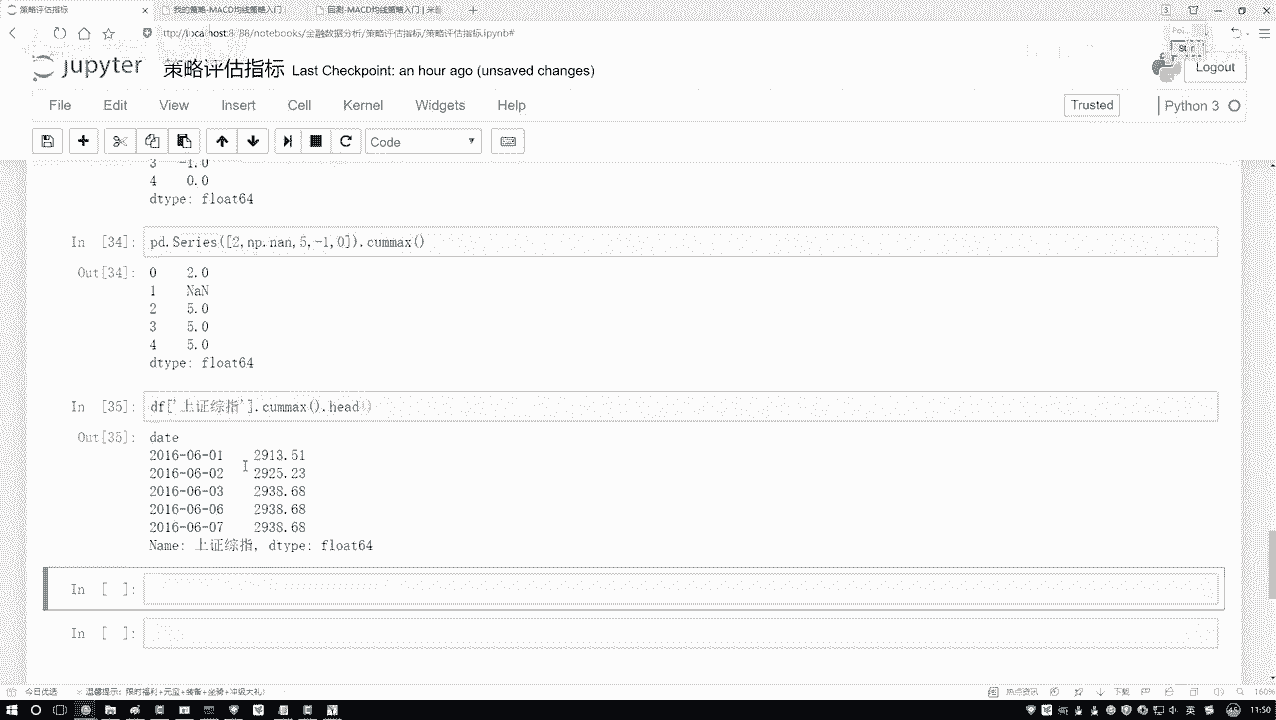 策略评估指标
我的策略-MACD均线策略入门
回测-MACD均线策略入门 | 米筐
ttp://localhost:8888/notebooks/金融数据分析/策略评估指标/策略评估指标.ipynb#
jupyter 策略评估指标 Last Checkpoint: an hour ago (unsaved changes)
Logout
File Edit View Insert Cell Kernel Widgets Help
Trusted
Python 3
Code
3 -1.0
4 0.0
dtype: float64
In [34]: pd.Series([2,np.nan,5,-1,0]).cummax()
Out[34]: 0 2.0
1 NaN
2 5.0
3 5.0
4 5.0
dtype: float64
In [35]: df['上证综指'].cummax().head()
Out[35]: date
2016-06-01 2913.51
2016-06-02 2925.23
2016-06-03 2938.68
2016-06-06 2938.68
2016-06-07 2938.68
Name: 上证综指, dtype: float64
In [ ]:
In [ ]:
今日优选
温馨提示: 限时福利+元宝+装备+坐骑+冲级大礼
热点资讯
下载
160%
英
11:50